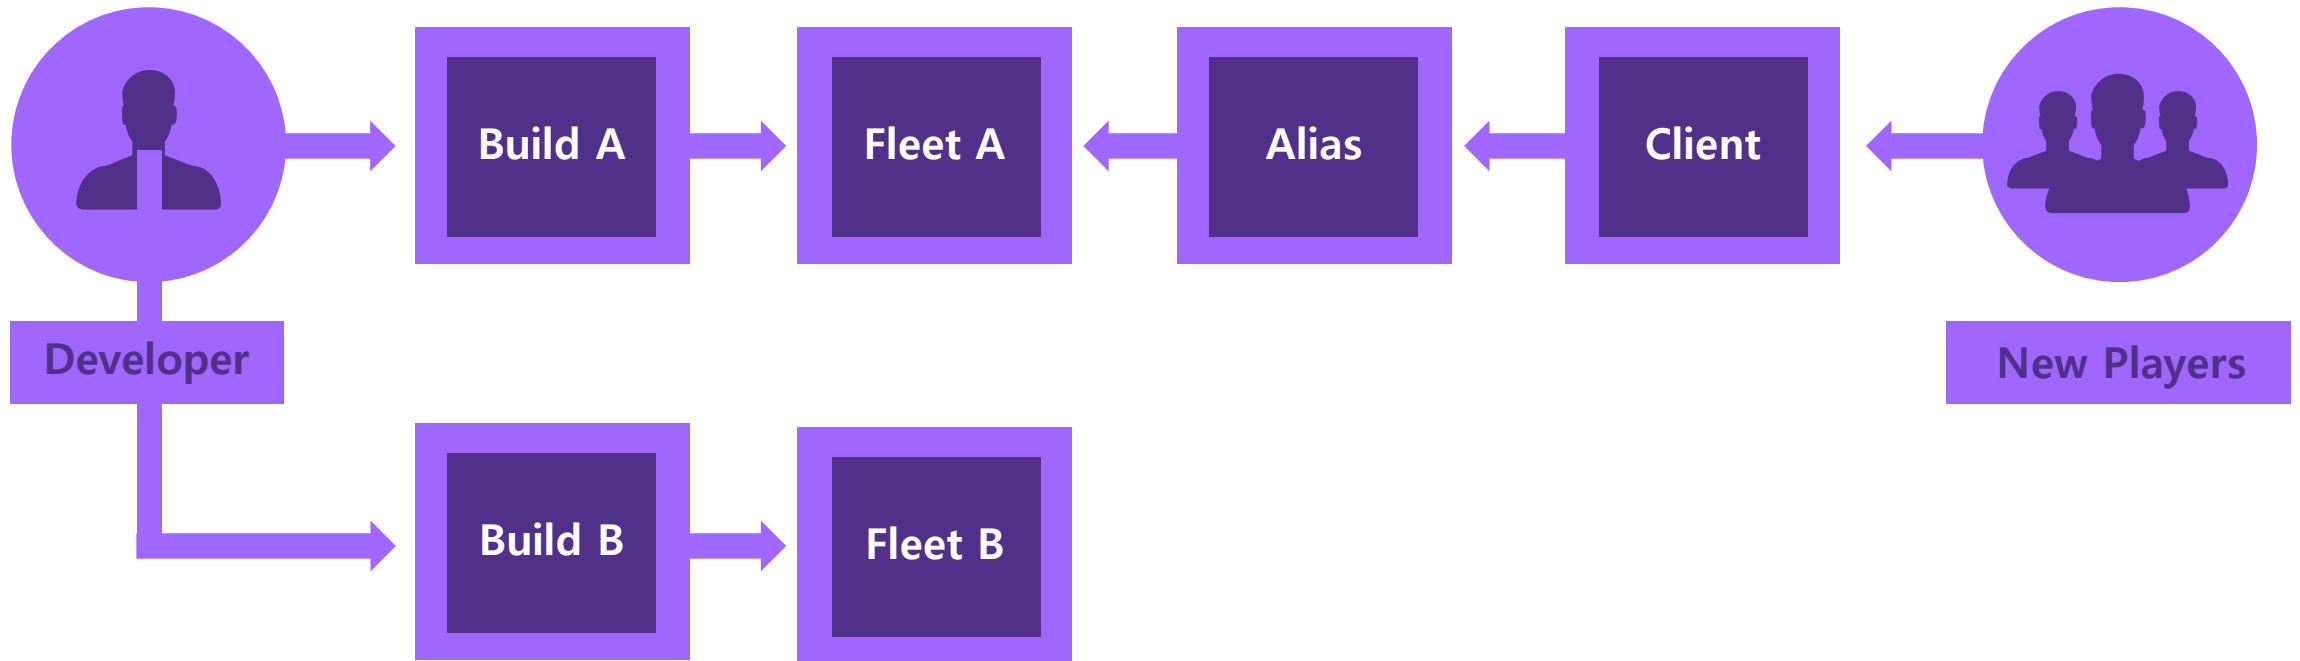 Build A
Fleet A
Alias
Client
Developer
New Players
Build B
Fleet B